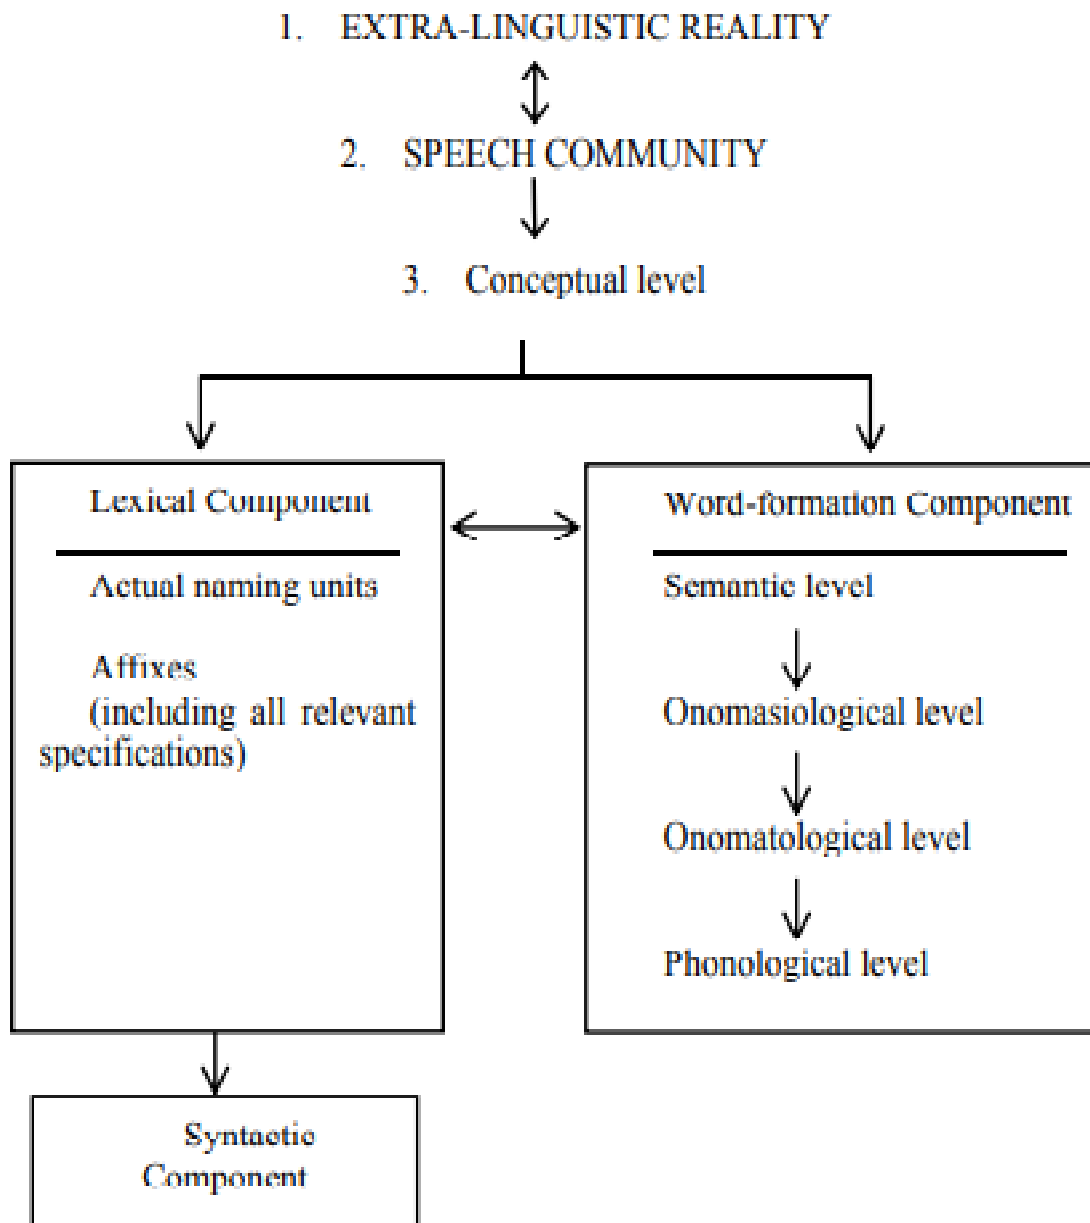 1. EXTRA-LINGUISTIC REALITY
2. SPEECH COMMUNITY
3. Conceptual level
Lexical Component
Actual naming units
Affixes
(including all relevant
specifications)
Word-formation Component
Semantic level
Onomasiological level
Onomatological level
Phonological level
Syntactic
Component